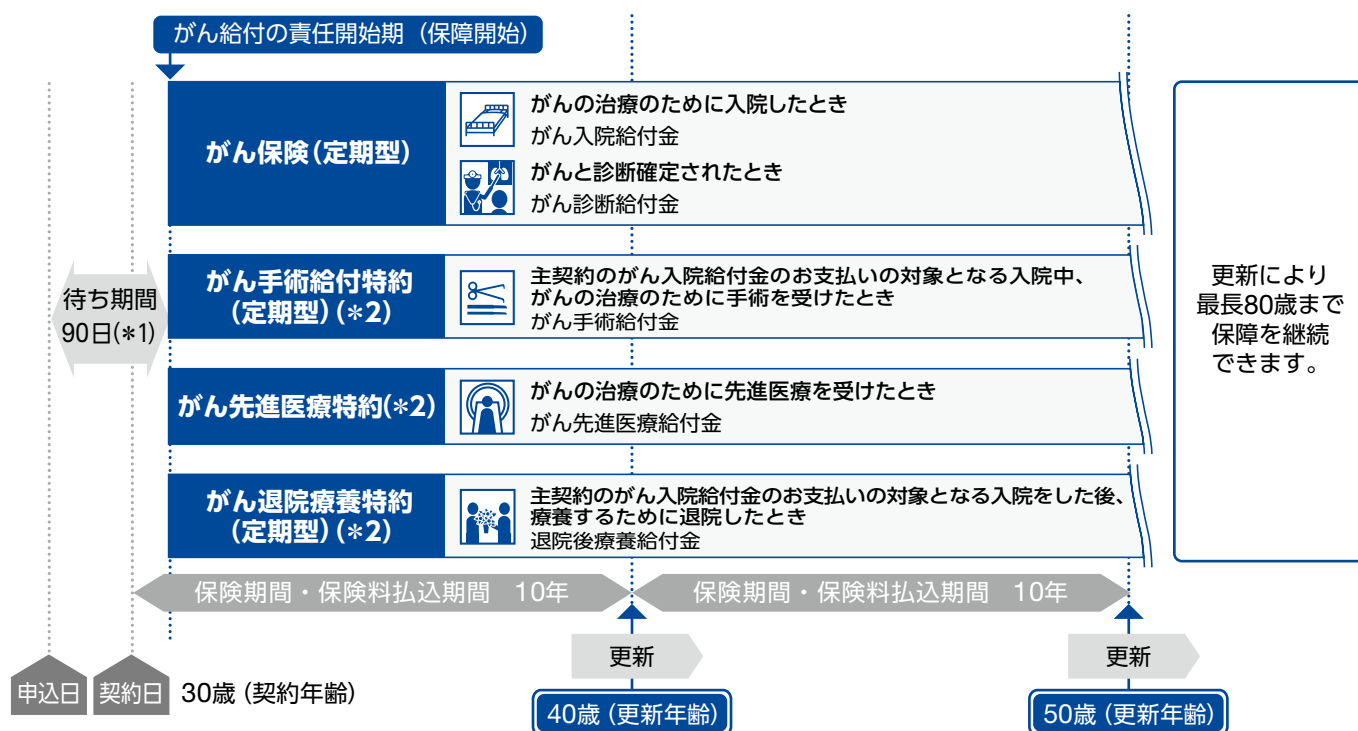 がん給付の責任開始期（保障開始）
がん保険（定期型）
がんの治療のために入院したとき
がん入院給付金
がんと診断確定されたとき
がん診断給付金
待ち期間
90日(*1)
がん手術給付特約
（定期型）(*2)
主契約のがん入院給付金のお支払いの対象となる入院中、
がんの治療のために手術を受けたとき
がん手術給付金
がん先進医療特約(*2)
がんの治療のために先進医療を受けたとき
がん先進医療給付金
がん退院療養特約
（定期型）(*2)
主契約のがん入院給付金のお支払いの対象となる入院をした後、
療養するために退院したとき
退院後療養給付金
更新により
最長80歳まで
保障を継続
できます。
保険期間・保険料払込期間　10年
保険期間・保険料払込期間　10年
更新
更新
申込日
契約日
30歳（契約年齢）
40歳（更新年齢）
50歳（更新年齢）